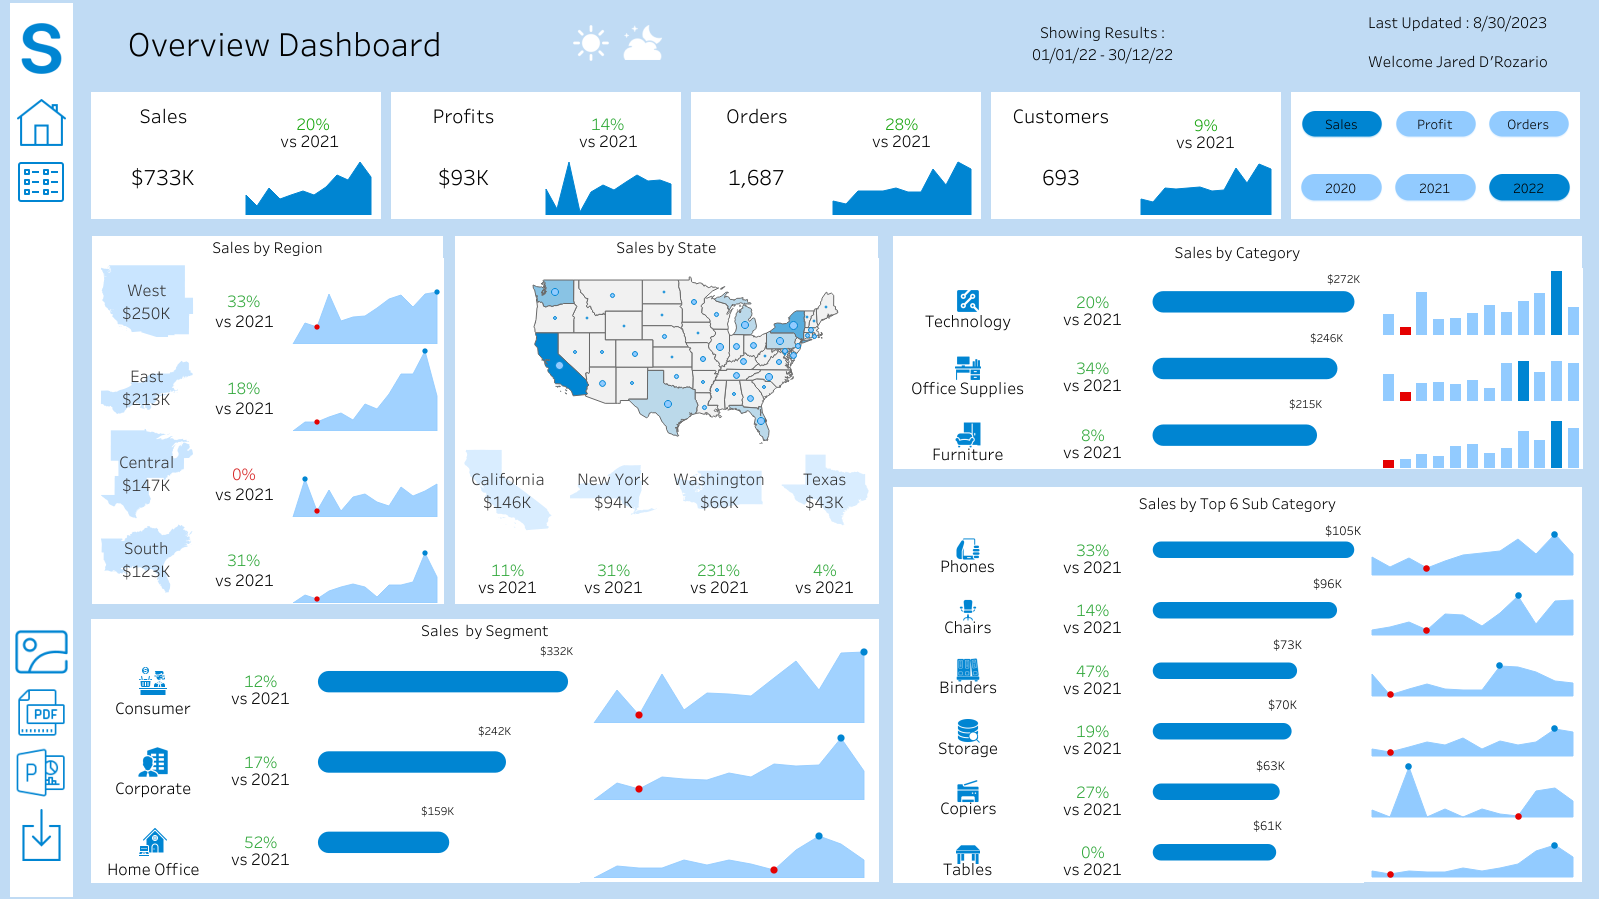 S
Overview Dashboard
Showing Results :
01/01/22 - 30/12/22
Last Updated : 8/30/2023
Welcome Jared D'Rozario
Sales
20%
vs 2021
$733K
Profits
14%
vs 2021
$93K
Orders
28%
vs 2021
1,687
Customers
9%
vs 2021
693
Sales
Profit
Orders
2020
2021
2022
Sales by Region
West
$250K
33%
vs 2021
East
$213K
18%
vs 2021
Central
$147K
0%
vs 2021
South
$123K
31%
vs 2021
Sales by State
California
$146K
New York
$94K
Washington
$66K
Texas
$43K
11%
vs 2021
31%
vs 2021
231%
vs 2021
4%
vs 2021
Sales by Category
$272K
Technology
20%
vs 2021
$246K
Office Supplies
34%
vs 2021
$215K
Furniture
8%
vs 2021
Sales by Top 6 Sub Category
$105K
Phones
33%
vs 2021
$96K
Chairs
14%
vs 2021
$73K
Binders
47%
vs 2021
$70K
Storage
19%
vs 2021
$63K
Copiers
27%
vs 2021
$61K
Tables
0%
vs 2021
Sales  by Segment
$332K
Consumer
12%
vs 2021
$242K
Corporate
17%
vs 2021
$159K
Home Office
52%
vs 2021
PDF
P